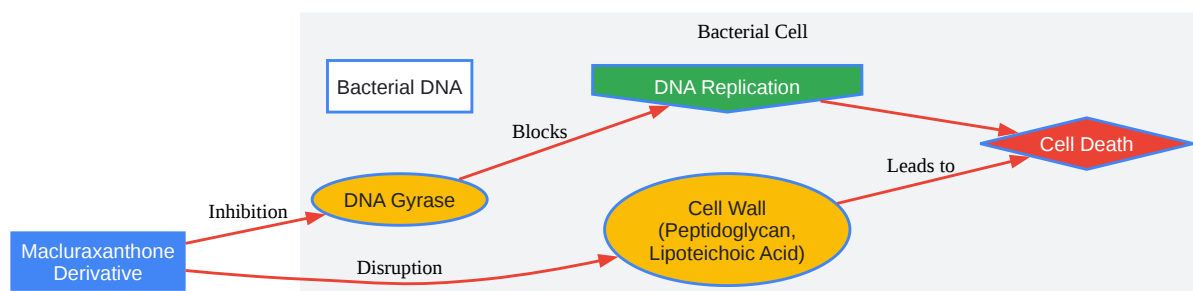 Bacterial Cell
Bacterial DNA
DNA Replication
Blocks
Cell Death
Leads to
DNA Gyrase
Inhibition
Cell Wall
(Peptidoglycan,
Lipoteichoic Acid)
Macluraxanthone
Derivative
Disruption